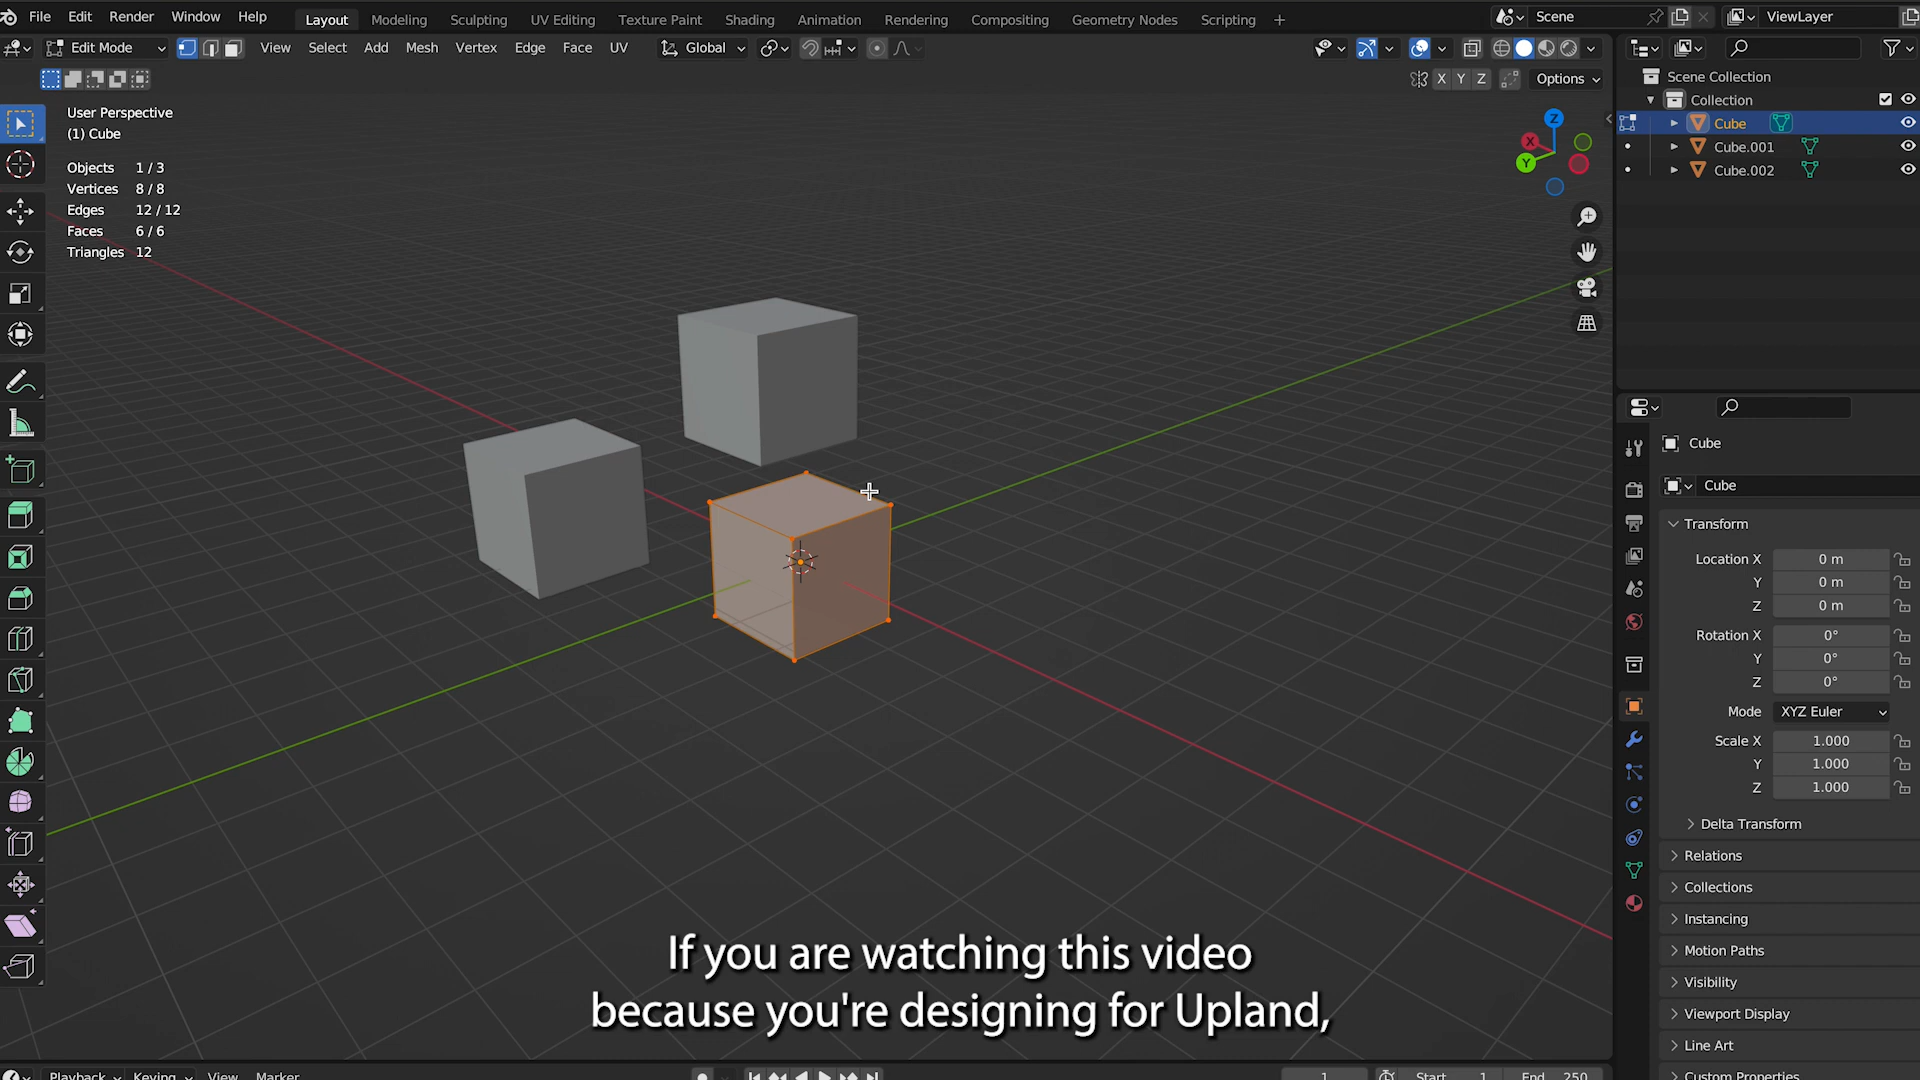 File Edit Render Window Help Layout Modeling Sculpting UV Editing Texture Paint Shading Animation Rendering Compositing Geometry Nodes Scripting + Scene ViewLayer
Edit Mode View Select Add Mesh Vertex Edge Face UV Global
X Y Z Options
User Perspective
(1) Cube
Objects 1 / 3
Vertices 8 / 8
Edges 12 / 12
Faces 6 / 6
Triangles 12
Z
X
Y
Scene Collection
Collection
Cube
Cube.001
Cube.002
Cube
Cube
Transform
Location X 0 m
Y 0 m
Z 0 m
Rotation X 0°
Y 0°
Z 0°
Mode XYZ Euler
Scale X 1.000
Y 1.000
Z 1.000
Delta Transform
Relations
Collections
Instancing
Motion Paths
Visibility
Viewport Display
Line Art
Custom Properties
If you are watching this video
because you're designing for Upland,
Playback Keying View Marker 1 Start 1 End 250